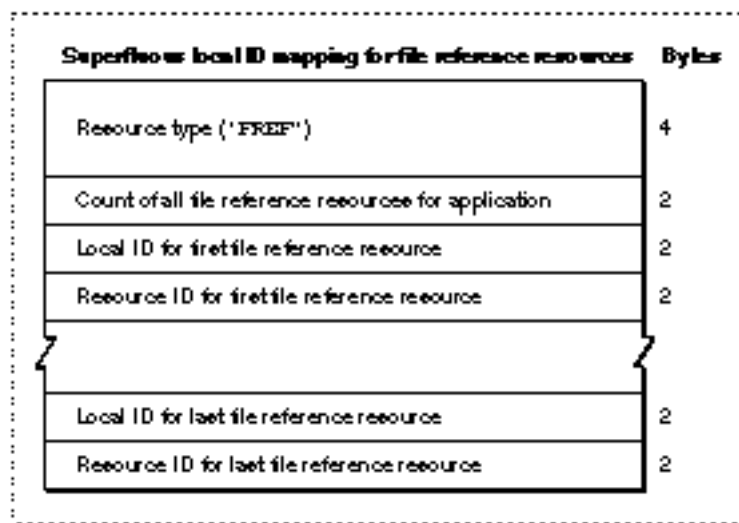 Superfluous local ID mapping for file reference resources Bytes
Resource type ('FREF') 4
Count of all file reference resources for application 2
Local ID for first file reference resource 2
Resource ID for first file reference resource 2
Local ID for last file reference resource 2
Resource ID for last file reference resource 2